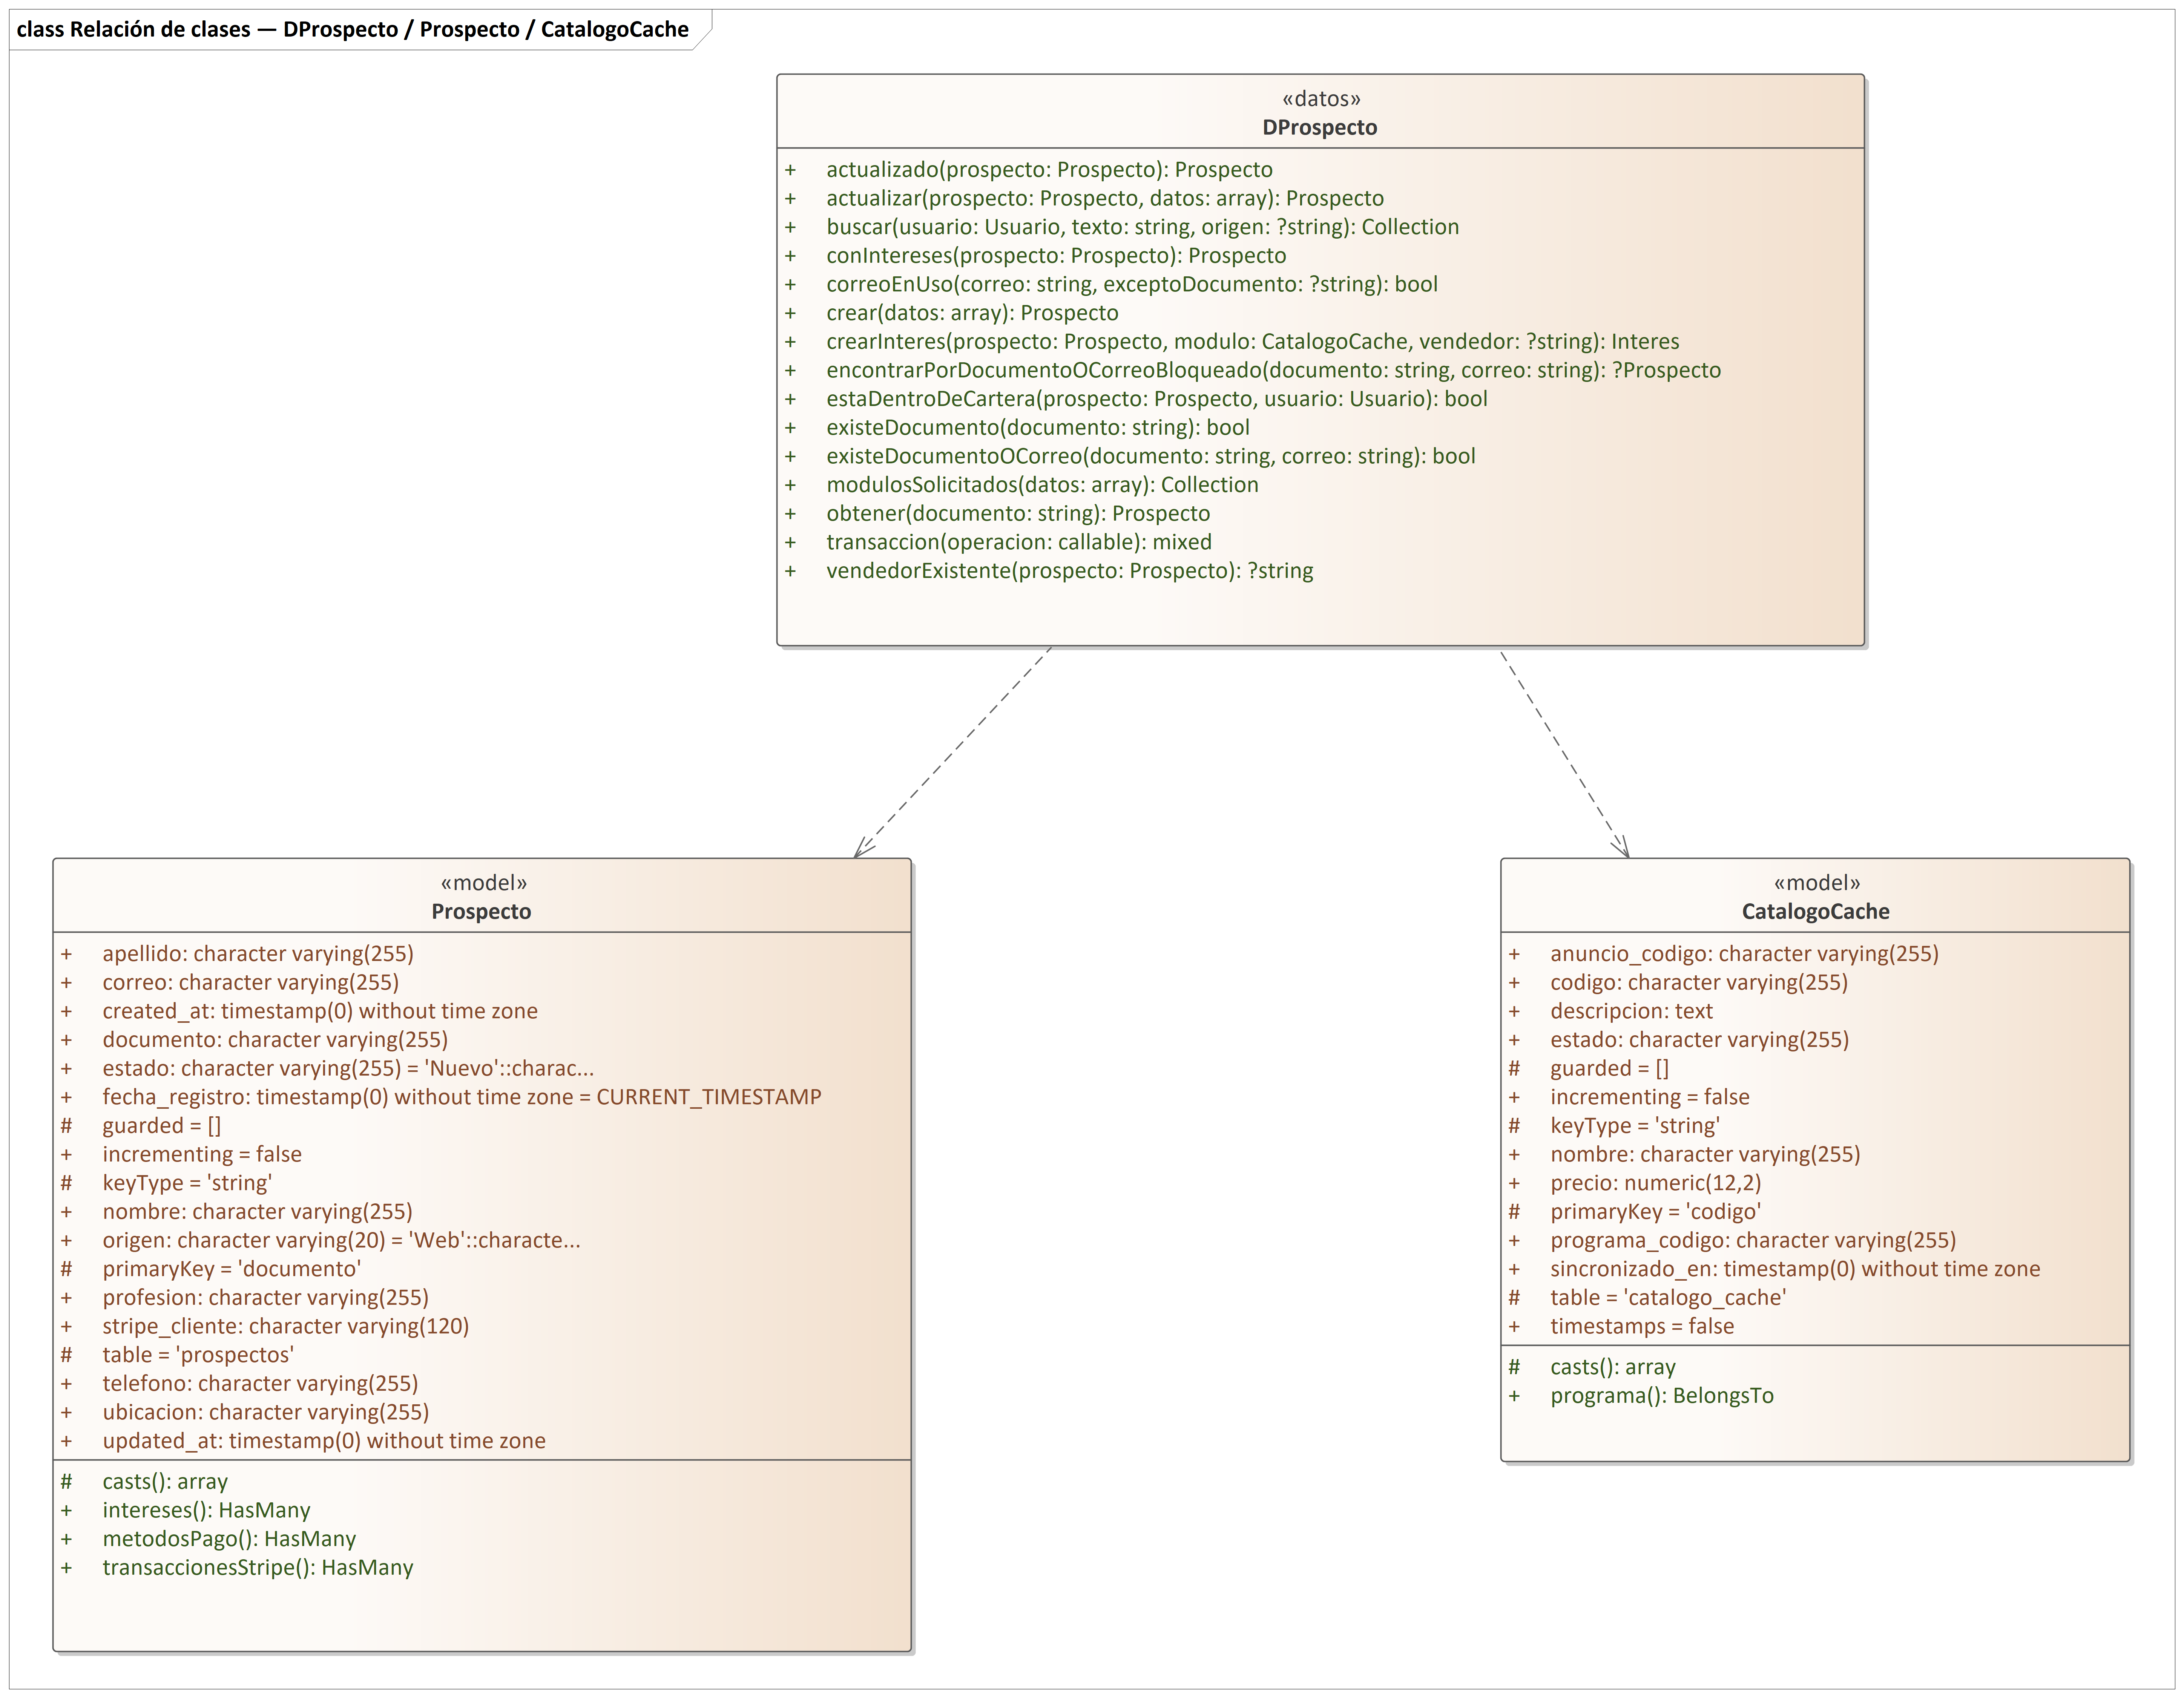 class Relación de clases — DProspecto / Prospecto / CatalogoCache
«datos»
DProspecto
+ actualizado(prospecto: Prospecto): Prospecto
+ actualizar(prospecto: Prospecto, datos: array): Prospecto
+ buscar(usuario: Usuario, texto: string, origen: ?string): Collection
+ conIntereses(prospecto: Prospecto): Prospecto
+ correoEnUso(correo: string, exceptoDocumento: ?string): bool
+ crear(datos: array): Prospecto
+ crearInteres(prospecto: Prospecto, modulo: CatalogoCache, vendedor: ?string): Interes
+ encontrarPorDocumentoOCorreoBloqueado(documento: string, correo: string): ?Prospecto
+ estaDentroDeCartera(prospecto: Prospecto, usuario: Usuario): bool
+ existeDocumento(documento: string): bool
+ existeDocumentoOCorreo(documento: string, correo: string): bool
+ modulosSolicitados(datos: array): Collection
+ obtener(documento: string): Prospecto
+ transaccion(operacion: callable): mixed
+ vendedorExistente(prospecto: Prospecto): ?string
«model»
Prospecto
+ apellido: character varying(255)
+ correo: character varying(255)
+ created_at: timestamp(0) without time zone
+ documento: character varying(255)
+ estado: character varying(255) = 'Nuevo'::charac...
+ fecha_registro: timestamp(0) without time zone = CURRENT_TIMESTAMP
# guarded = []
+ incrementing = false
# keyType = 'string'
+ nombre: character varying(255)
+ origen: character varying(20) = 'Web'::characte...
# primaryKey = 'documento'
+ profesion: character varying(255)
+ stripe_cliente: character varying(120)
# table = 'prospectos'
+ telefono: character varying(255)
+ ubicacion: character varying(255)
+ updated_at: timestamp(0) without time zone
# casts(): array
+ intereses(): HasMany
+ metodosPago(): HasMany
+ transaccionesStripe(): HasMany
«model»
CatalogoCache
+ anuncio_codigo: character varying(255)
+ codigo: character varying(255)
+ descripcion: text
+ estado: character varying(255)
# guarded = []
+ incrementing = false
# keyType = 'string'
+ nombre: character varying(255)
+ precio: numeric(12,2)
# primaryKey = 'codigo'
+ programa_codigo: character varying(255)
+ sincronizado_en: timestamp(0) without time zone
# table = 'catalogo_cache'
+ timestamps = false
# casts(): array
+ programa(): BelongsTo